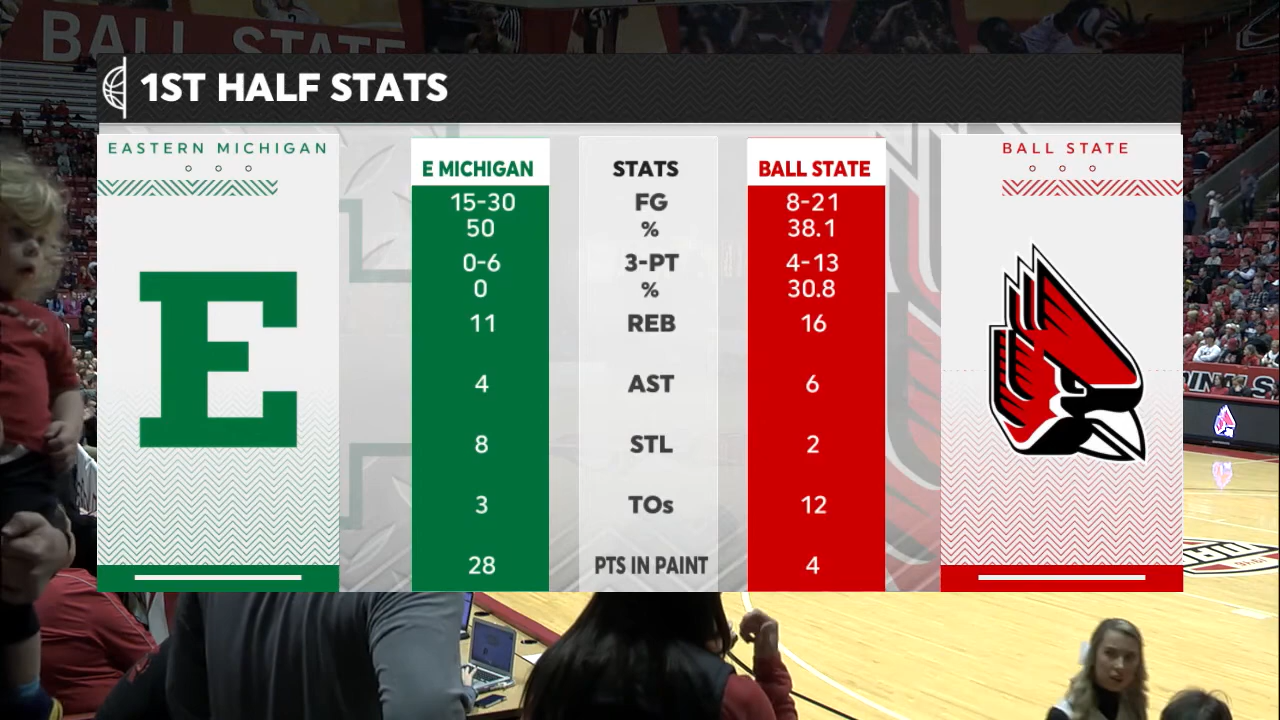 BALL STATE
1ST HALF STATS
EASTERN MICHIGAN
E MICHIGAN STATS BALL STATE
BALL STATE
15-30 FG 8-21
50 % 38.1
0-6 3-PT 4-13
0 % 30.8
11 REB 16
4 AST 6
8 STL 2
3 TOs 12
28 PTS IN PAINT 4
E